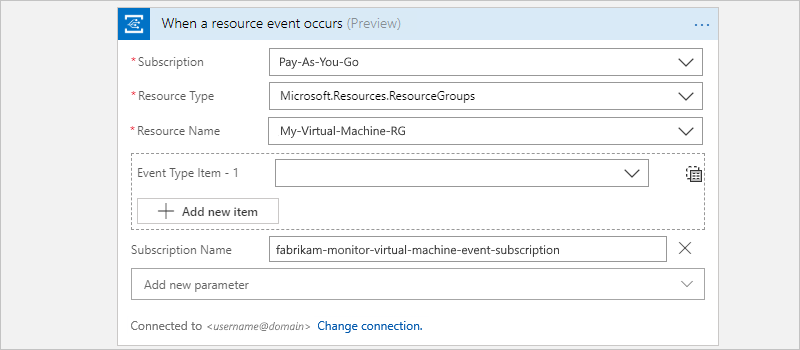 When a resource event occurs (Preview) ...
*Subscription Pay-As-You-Go
*Resource Type Microsoft.Resources.ResourceGroups
*Resource Name My-Virtual-Machine-RG
Event Type Item - 1
Add new item
Subscription Name fabrikam-monitor-virtual-machine-event-subscription
Add new parameter
Connected to <username@domain> Change connection.